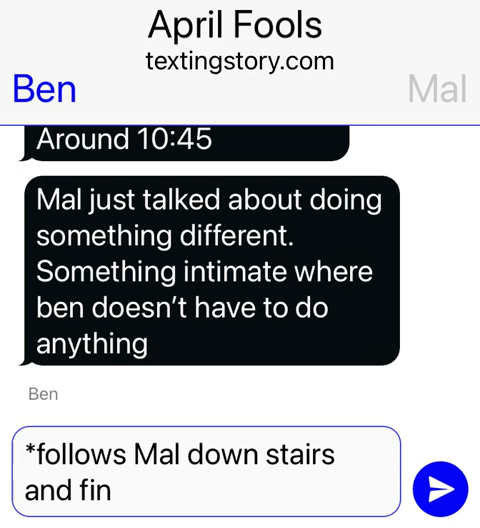 April Fools
textingstory.com
Ben Mal
Around 10:45
Mal just talked about doing
something different.
Something intimate where
ben doesn’t have to do
anything
Ben
*follows Mal down stairs
and fin